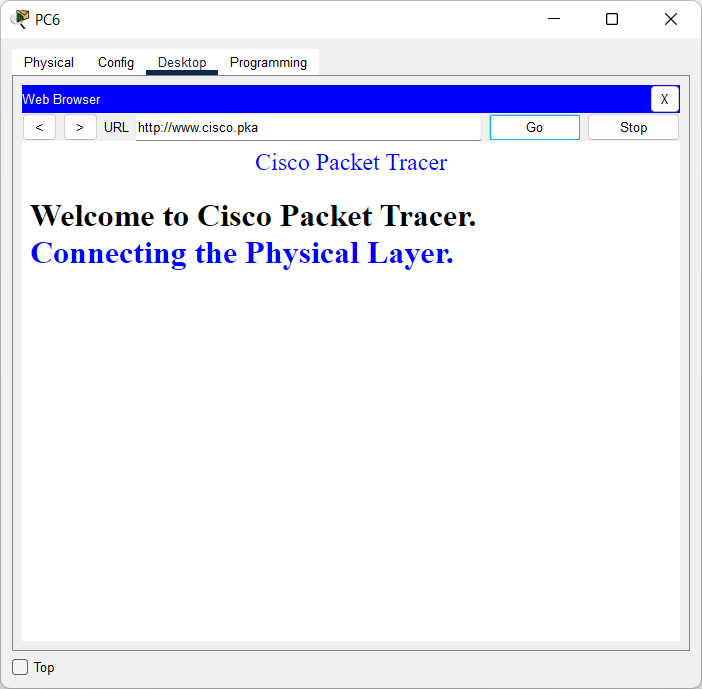 PC6
Physical Config Desktop Programming
Web Browser X
< > URL http://www.cisco.pka Go Stop
Cisco Packet Tracer
Welcome to Cisco Packet Tracer.
Connecting the Physical Layer.
Top